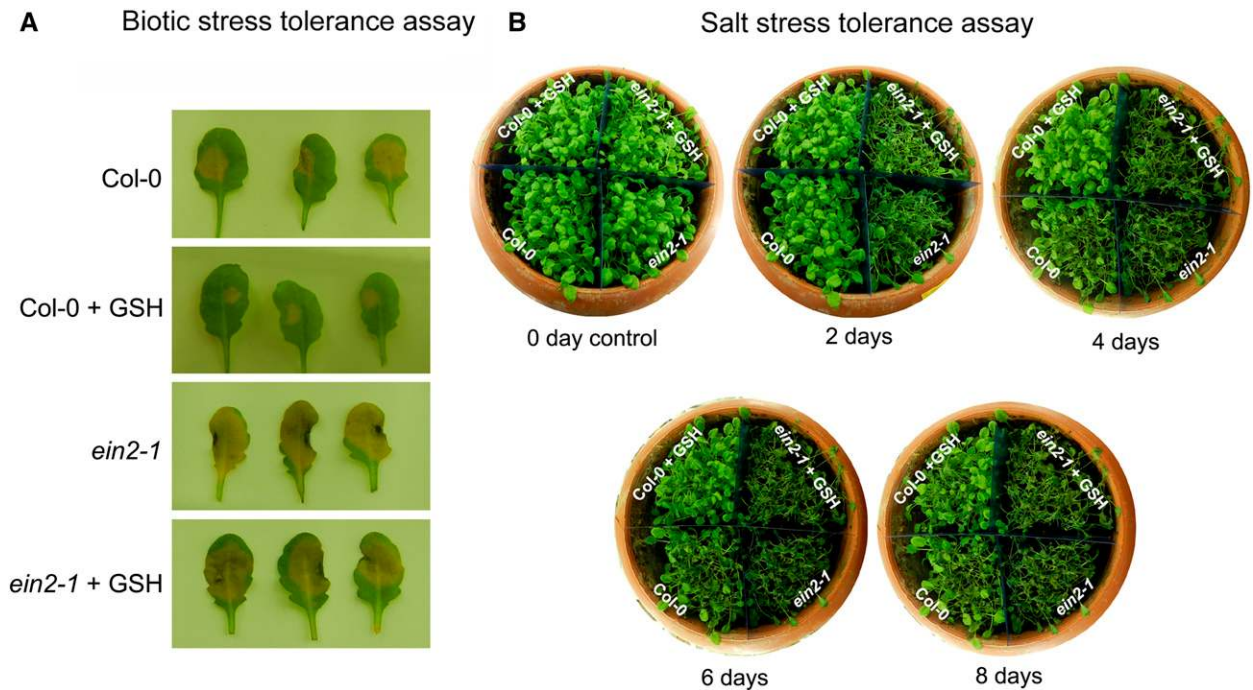 A
Biotic stress tolerance assay
Col-0
Col-0 + GSH
ein2-1
ein2-1 + GSH
B
Salt stress tolerance assay
Col-0 + GSH
ein2-1 + GSH
Col-0
ein2-1
0 day control
Col-0 + GSH
ein2-1 + GSH
Col-0
ein2-1
2 days
Col-0 + GSH
ein2-1 + GSH
Col-0
ein2-1
4 days
Col-0 + GSH
ein2-1 + GSH
Col-0
ein2-1
6 days
Col-0 +GSH
ein2-1 + GSH
Col-0
ein2-1
8 days